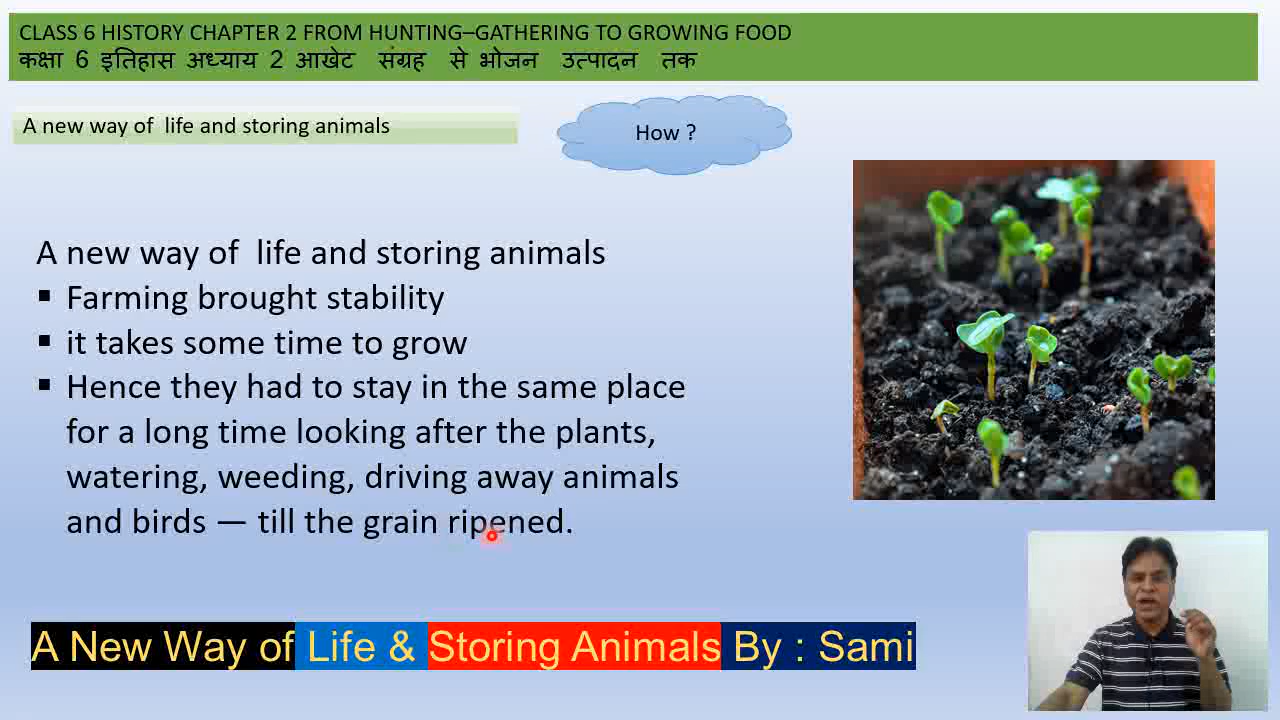 CLASS 6 HISTORY CHAPTER 2 FROM HUNTING–GATHERING TO GROWING FOOD
कक्षा 6 इतिहास अध्याय 2 आखेट संग्रह से भोजन उत्पादन तक
A new way of life and storing animals
How ?
A new way of life and storing animals
▪ Farming brought stability
▪ it takes some time to grow
▪ Hence they had to stay in the same place
for a long time looking after the plants,
watering, weeding, driving away animals
and birds — till the grain ripened.
A New Way of Life & Storing Animals By : Sami